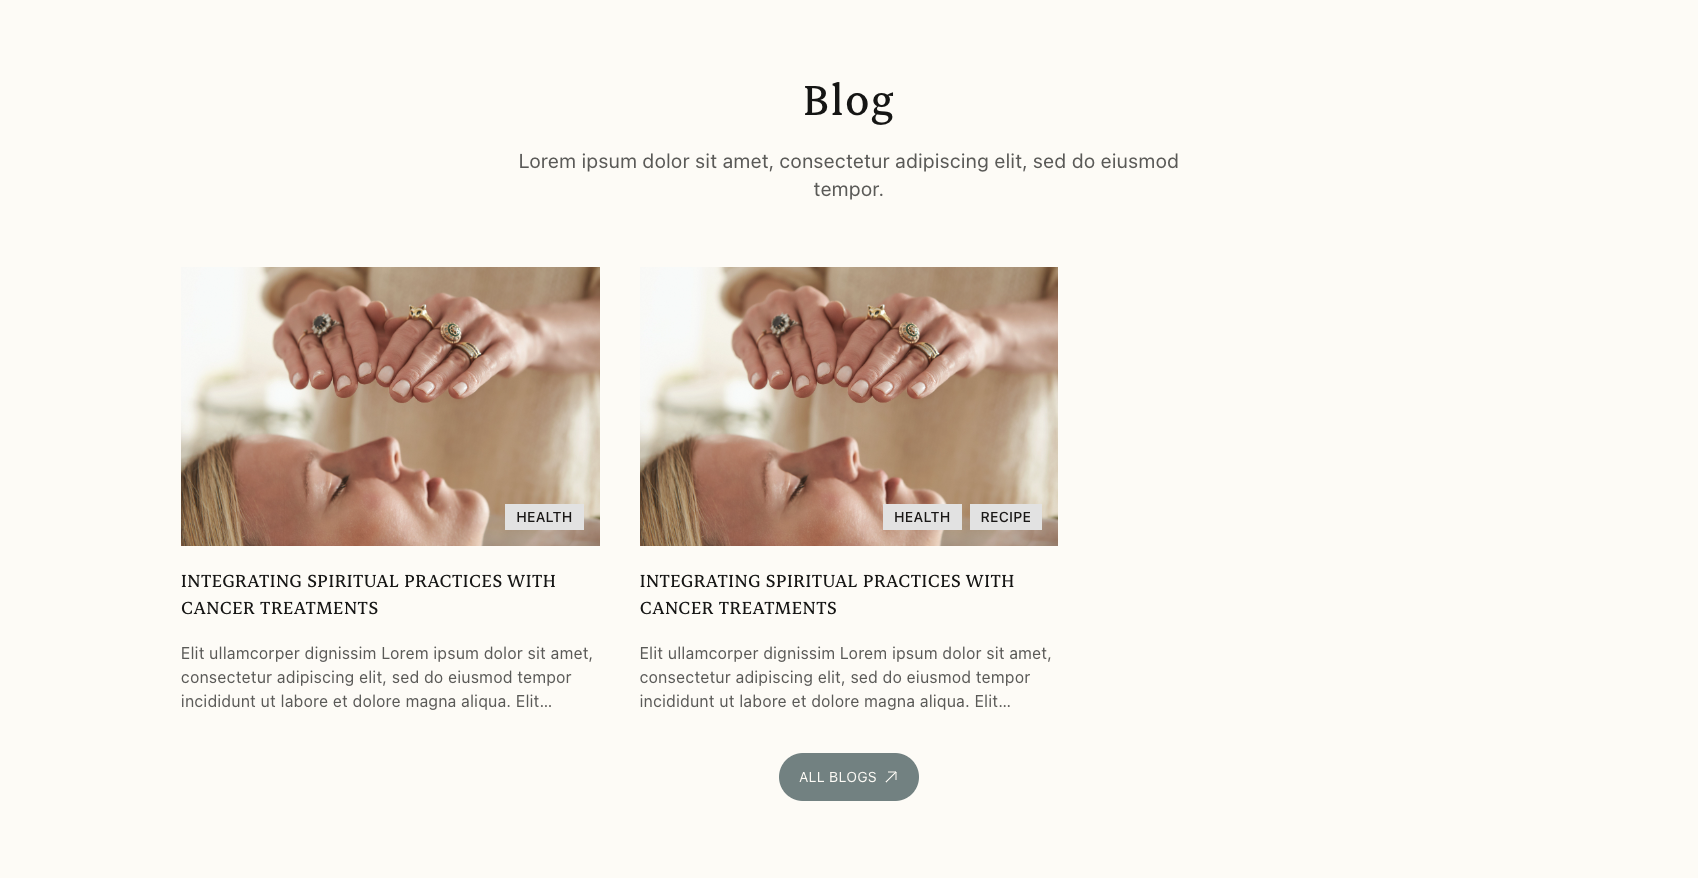 Blog
Lorem ipsum dolor sit amet, consectetur adipiscing elit, sed do eiusmod
tempor.
HEALTH
INTEGRATING SPIRITUAL PRACTICES WITH
CANCER TREATMENTS
Elit ullamcorper dignissim Lorem ipsum dolor sit amet,
consectetur adipiscing elit, sed do eiusmod tempor
incididunt ut labore et dolore magna aliqua. Elit...
HEALTH
RECIPE
INTEGRATING SPIRITUAL PRACTICES WITH
CANCER TREATMENTS
Elit ullamcorper dignissim Lorem ipsum dolor sit amet,
consectetur adipiscing elit, sed do eiusmod tempor
incididunt ut labore et dolore magna aliqua. Elit...
ALL BLOGS